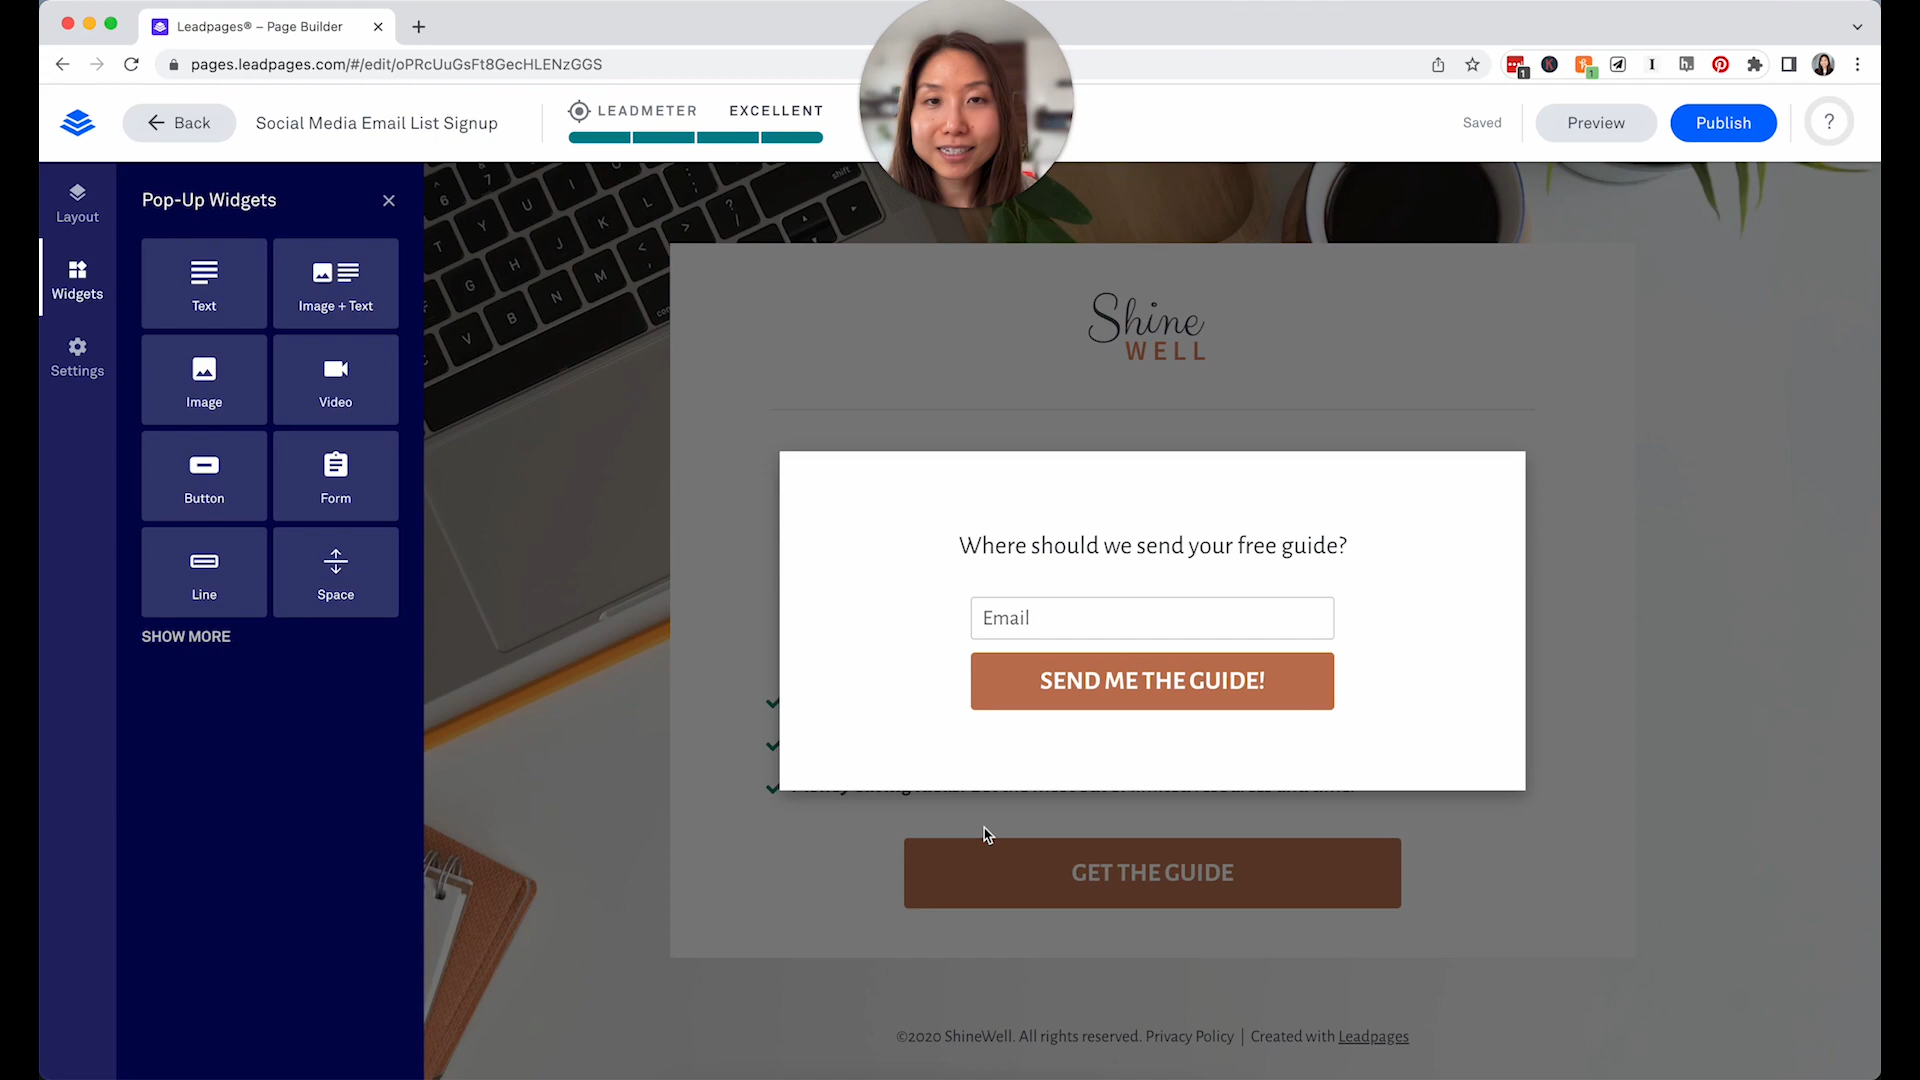 Leadpages® – Page Builder
pages.leadpages.com/#/edit/oPRcUuGsFt8GecHLENzGGS
Back
Social Media Email List Signup
LEADMETER EXCELLENT
Saved
Preview
Publish
?
Layout
Widgets
Settings
Pop-Up Widgets
Text
Image + Text
Image
Video
Button
Form
Line
Space
SHOW MORE
Shine
WELL
Where should we send your free guide?
Email
SEND ME THE GUIDE!
GET THE GUIDE
©2020 ShineWell. All rights reserved. Privacy Policy | Created with Leadpages